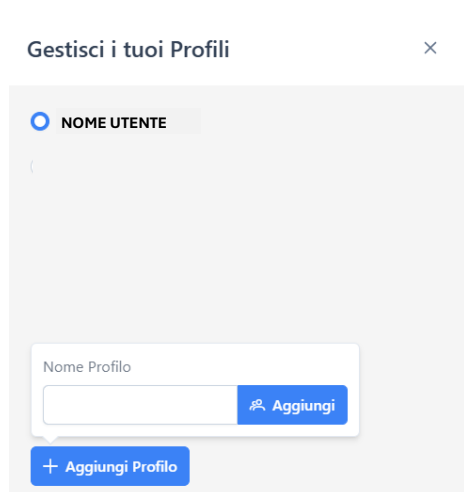 Gestisci i tuoi Profili
NOME UTENTE
Nome Profilo
Aggiungi
Aggiungi Profilo